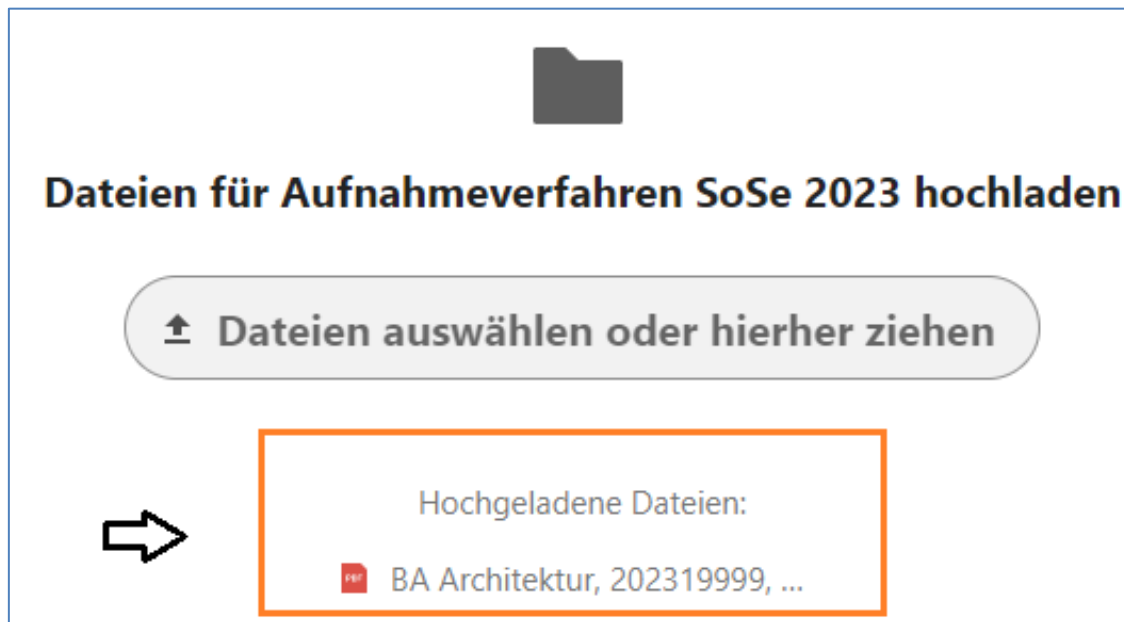 Dateien für Aufnahmeverfahren SoSe 2023 hochladen
Dateien auswählen oder hierher ziehen
Hochgeladene Dateien:
PDF BA Architektur, 202319999, ...